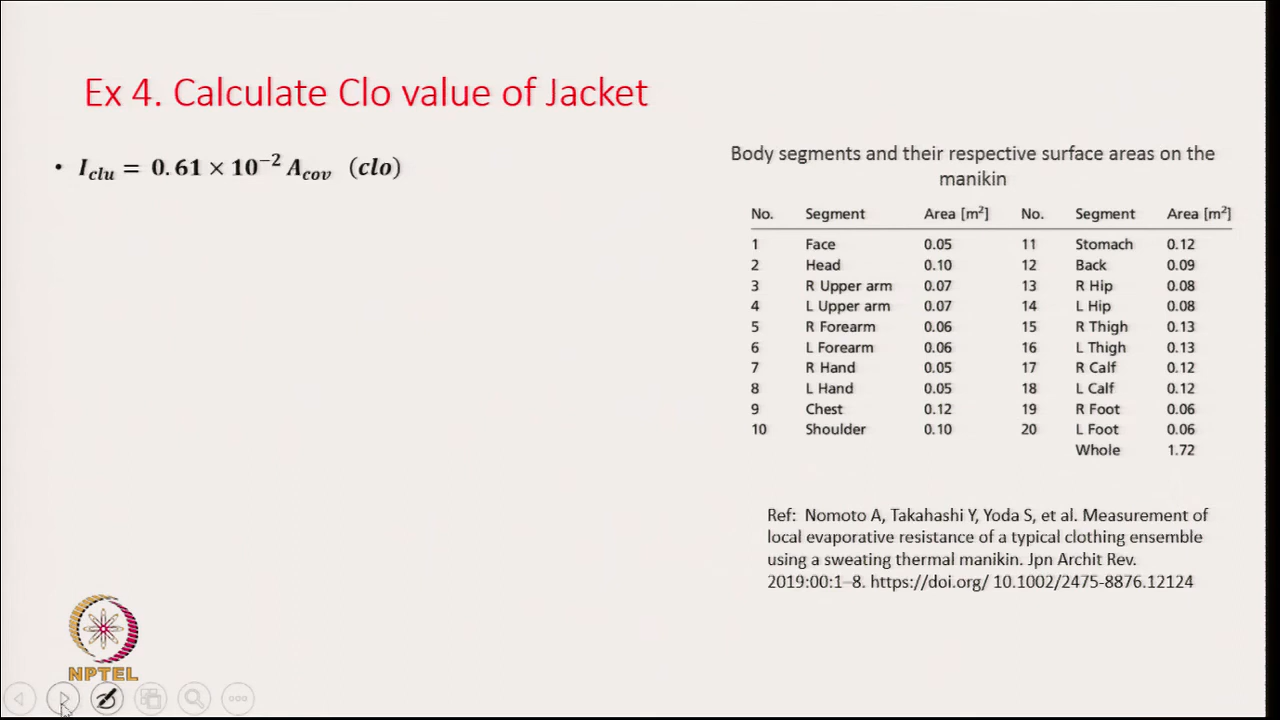 Ex 4. Calculate Clo value of Jacket
• I_clu = 0.61 × 10⁻² A_cov (clo)
Body segments and their respective surface areas on the
manikin
No. Segment Area [m²] No. Segment Area [m²]
1 Face 0.05 11 Stomach 0.12
2 Head 0.10 12 Back 0.09
3 R Upper arm 0.07 13 R Hip 0.08
4 L Upper arm 0.07 14 L Hip 0.08
5 R Forearm 0.06 15 R Thigh 0.13
6 L Forearm 0.06 16 L Thigh 0.13
7 R Hand 0.05 17 R Calf 0.12
8 L Hand 0.05 18 L Calf 0.12
9 Chest 0.12 19 R Foot 0.06
10 Shoulder 0.10 20 L Foot 0.06
Whole 1.72
Ref: Nomoto A, Takahashi Y, Yoda S, et al. Measurement of
local evaporative resistance of a typical clothing ensemble
using a sweating thermal manikin. Jpn Archit Rev.
2019:00:1–8. https://doi.org/ 10.1002/2475-8876.12124
NPTEL